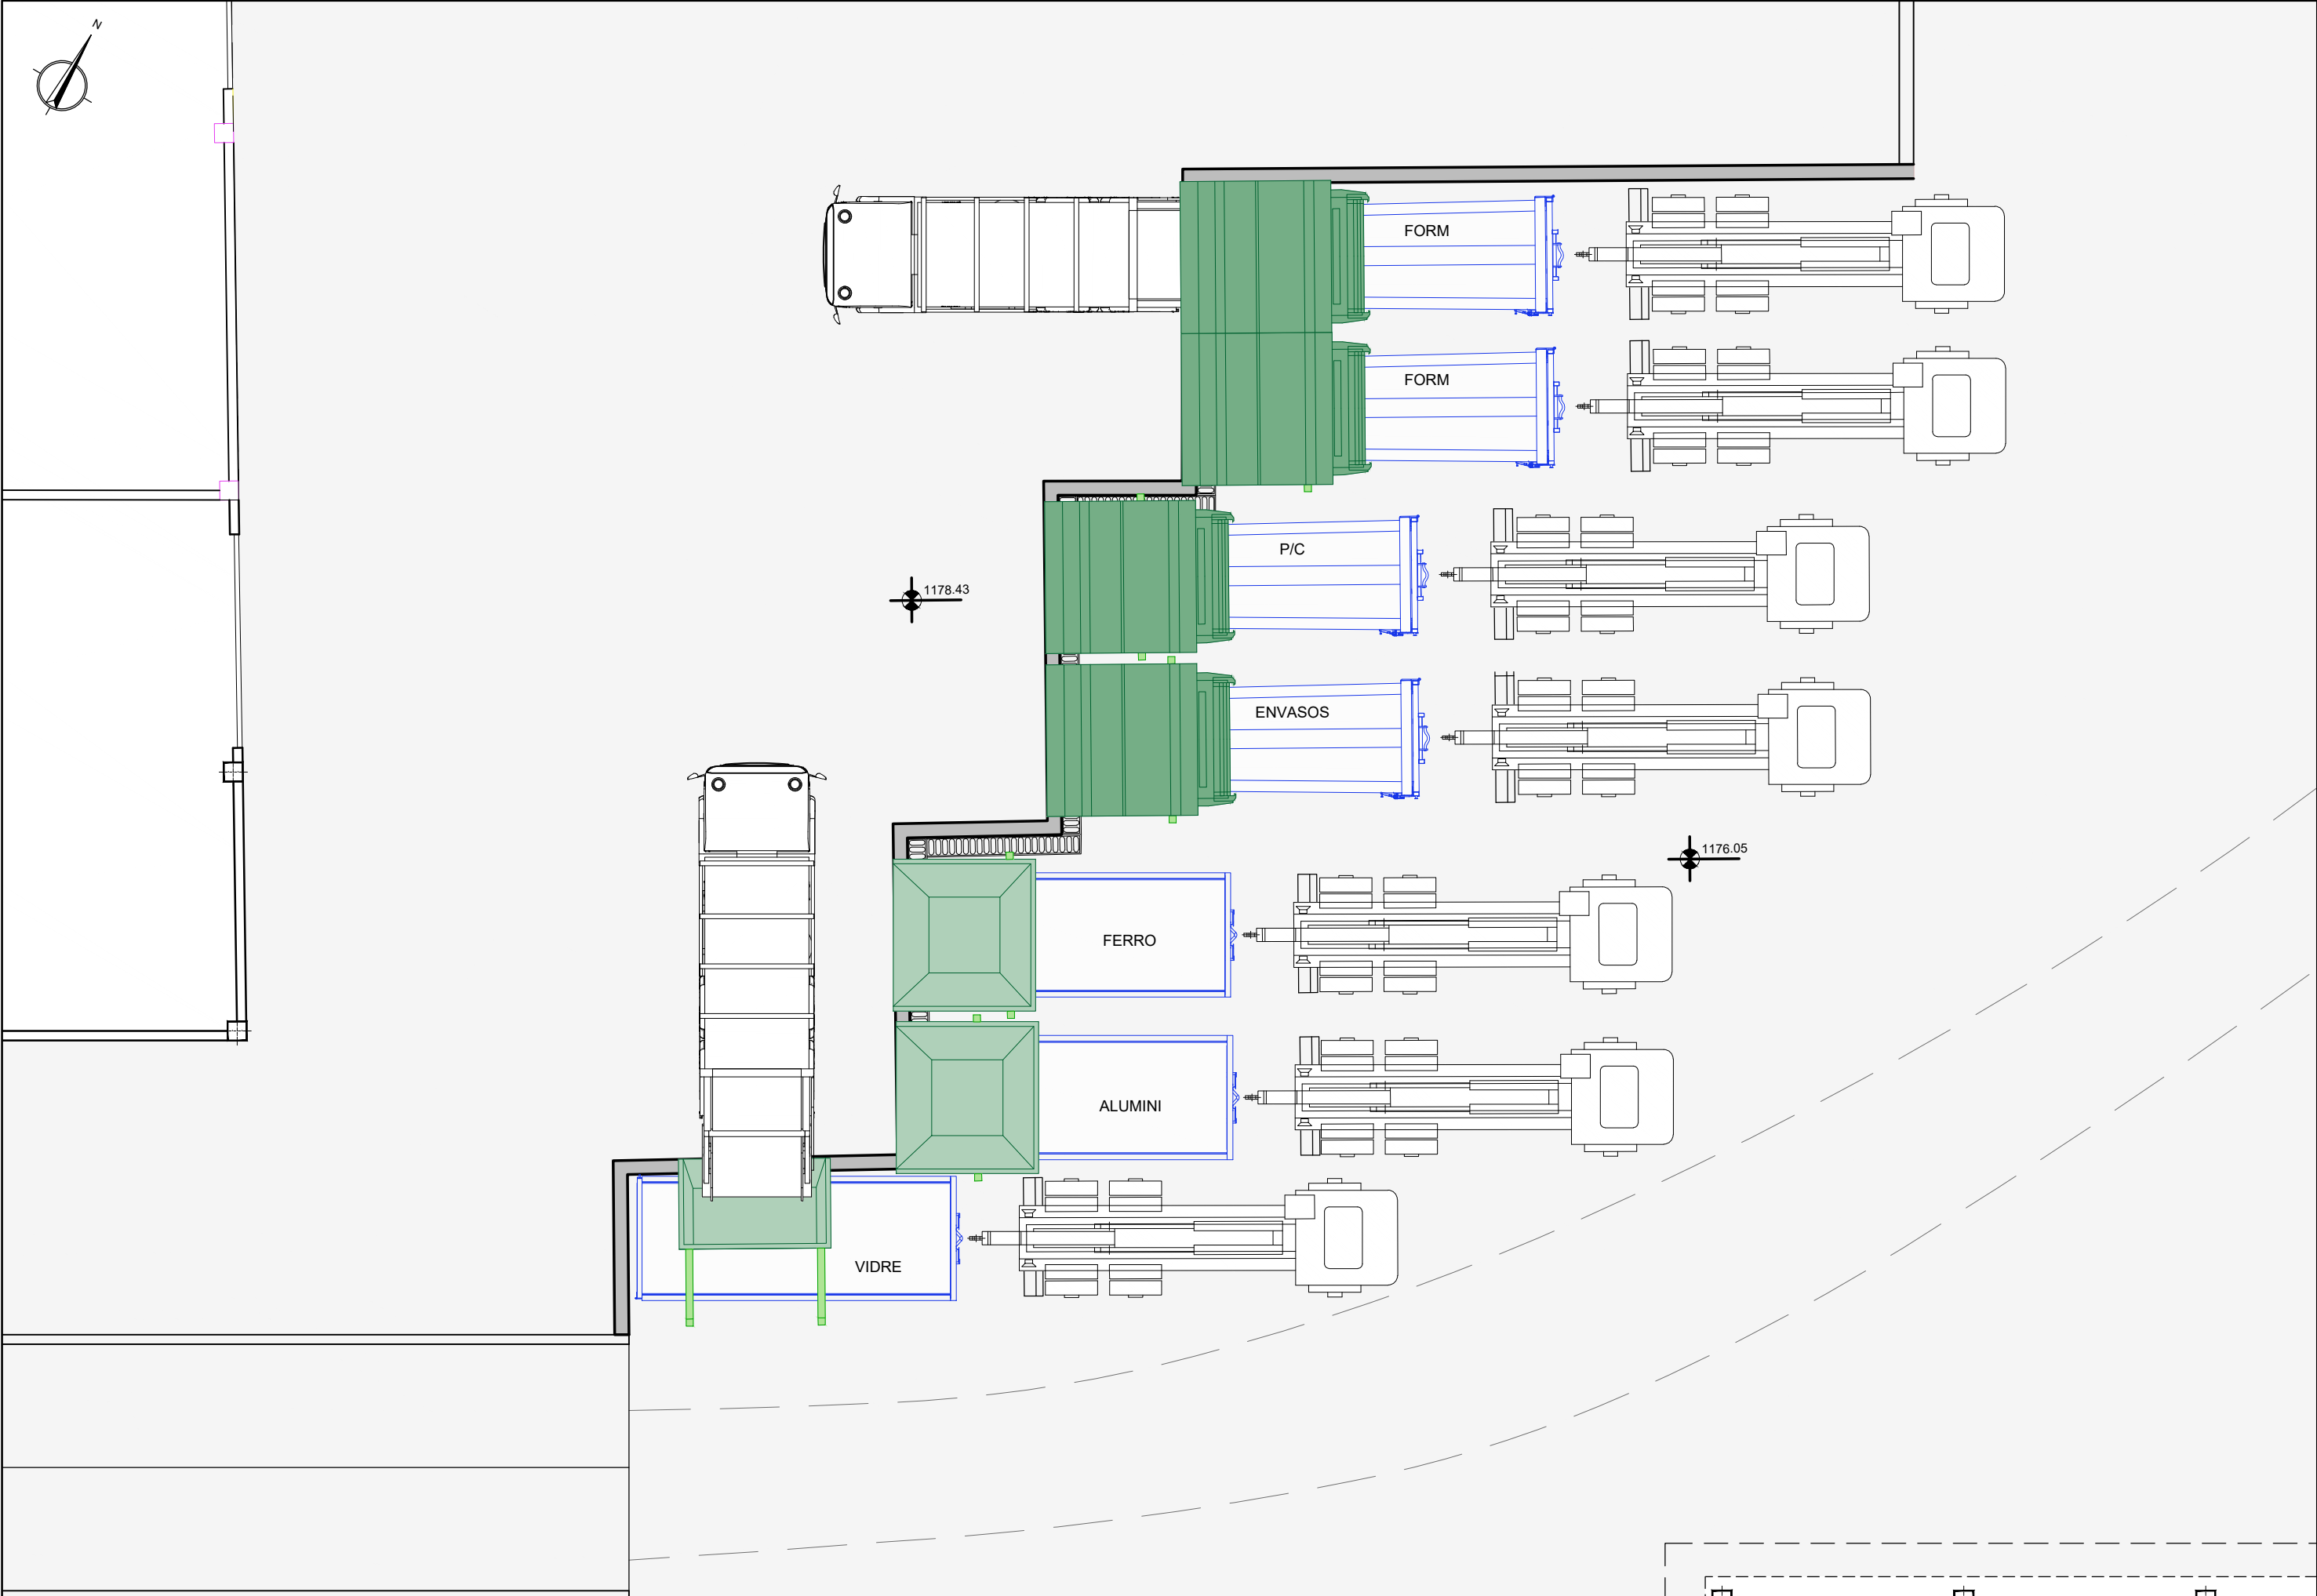 N
FORM
FORM
P/C
1178.43
ENVASOS
1176.05
FERRO
ALUMINI
VIDRE